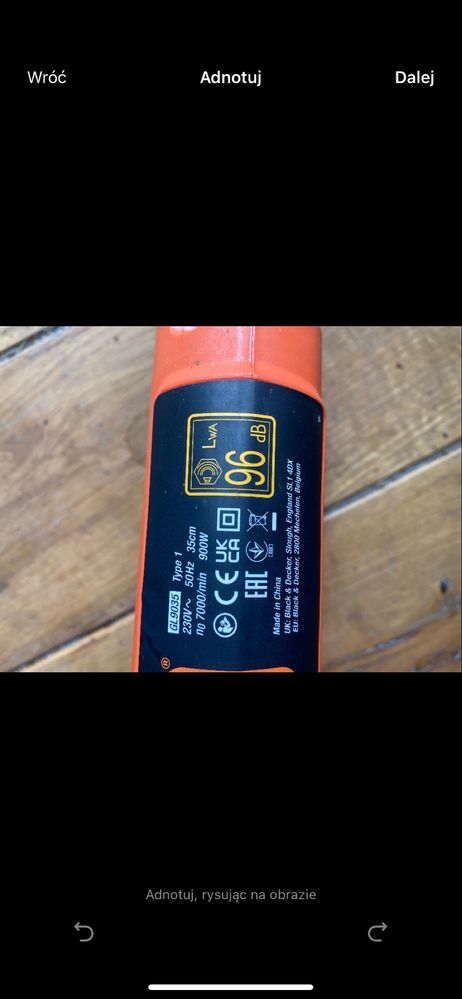 Wróć
Adnotuj
Dalej
LWA
96 dB
GL9035 Type 1
230V~ 50Hz 35cm
no 7000/min 900W
CE UK CA
EAC
Made in China
UK: Black & Decker, Slough, England SL1 4DX
EU: Black & Decker, 2800 Mechelen, Belgium
®
Adnotuj, rysując na obrazie